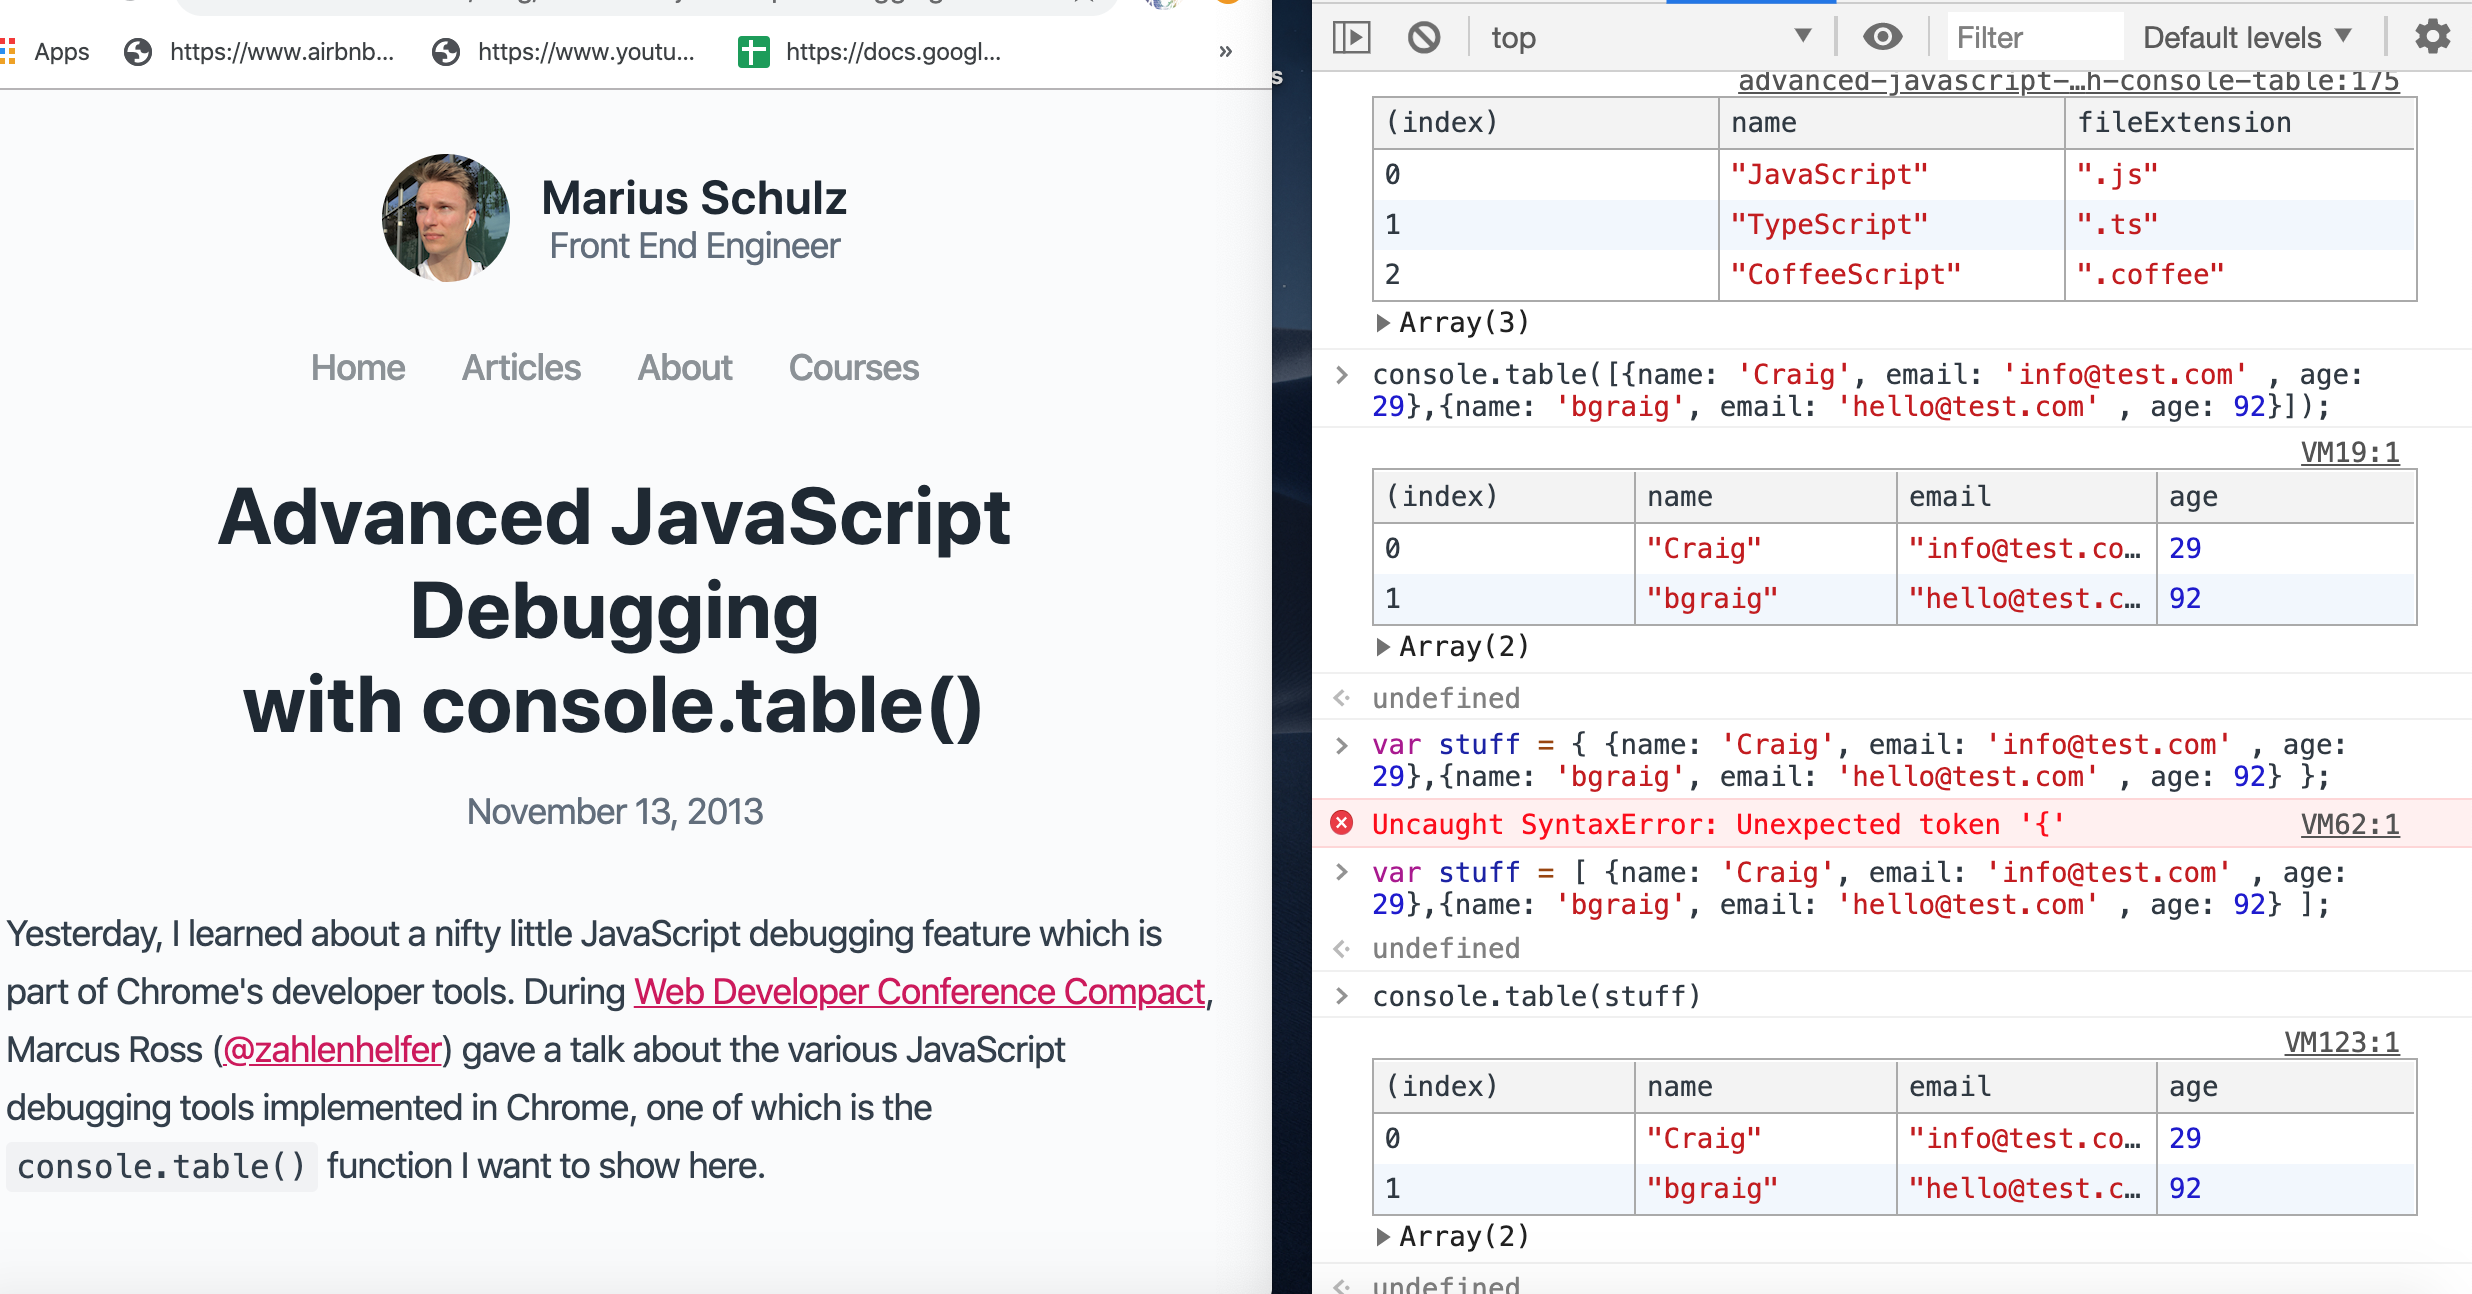 Apps https://www.airbnb... https://www.youtu... https://docs.googl... »
Marius Schulz
Front End Engineer
Home Articles About Courses
Advanced JavaScript
Debugging
with console.table()
November 13, 2013
Yesterday, I learned about a nifty little JavaScript debugging feature which is
part of Chrome's developer tools. During Web Developer Conference Compact,
Marcus Ross (@zahlenhelfer) gave a talk about the various JavaScript
debugging tools implemented in Chrome, one of which is the
console.table() function I want to show here.
s
top Filter Default levels
advanced-javascript-…h-console-table:175
(index) name fileExtension
0 "JavaScript" ".js"
1 "TypeScript" ".ts"
2 "CoffeeScript" ".coffee"
Array(3)
console.table([{name: 'Craig', email: 'info@test.com' , age:
29},{name: 'bgraig', email: 'hello@test.com' , age: 92}]);
VM19:1
(index) name email age
0 "Craig" "info@test.co… 29
1 "bgraig" "hello@test.c… 92
Array(2)
undefined
var stuff = { {name: 'Craig', email: 'info@test.com' , age:
29},{name: 'bgraig', email: 'hello@test.com' , age: 92} };
Uncaught SyntaxError: Unexpected token '{' VM62:1
var stuff = [ {name: 'Craig', email: 'info@test.com' , age:
29},{name: 'bgraig', email: 'hello@test.com' , age: 92} ];
undefined
console.table(stuff)
VM123:1
(index) name email age
0 "Craig" "info@test.co… 29
1 "bgraig" "hello@test.c… 92
Array(2)
undefined